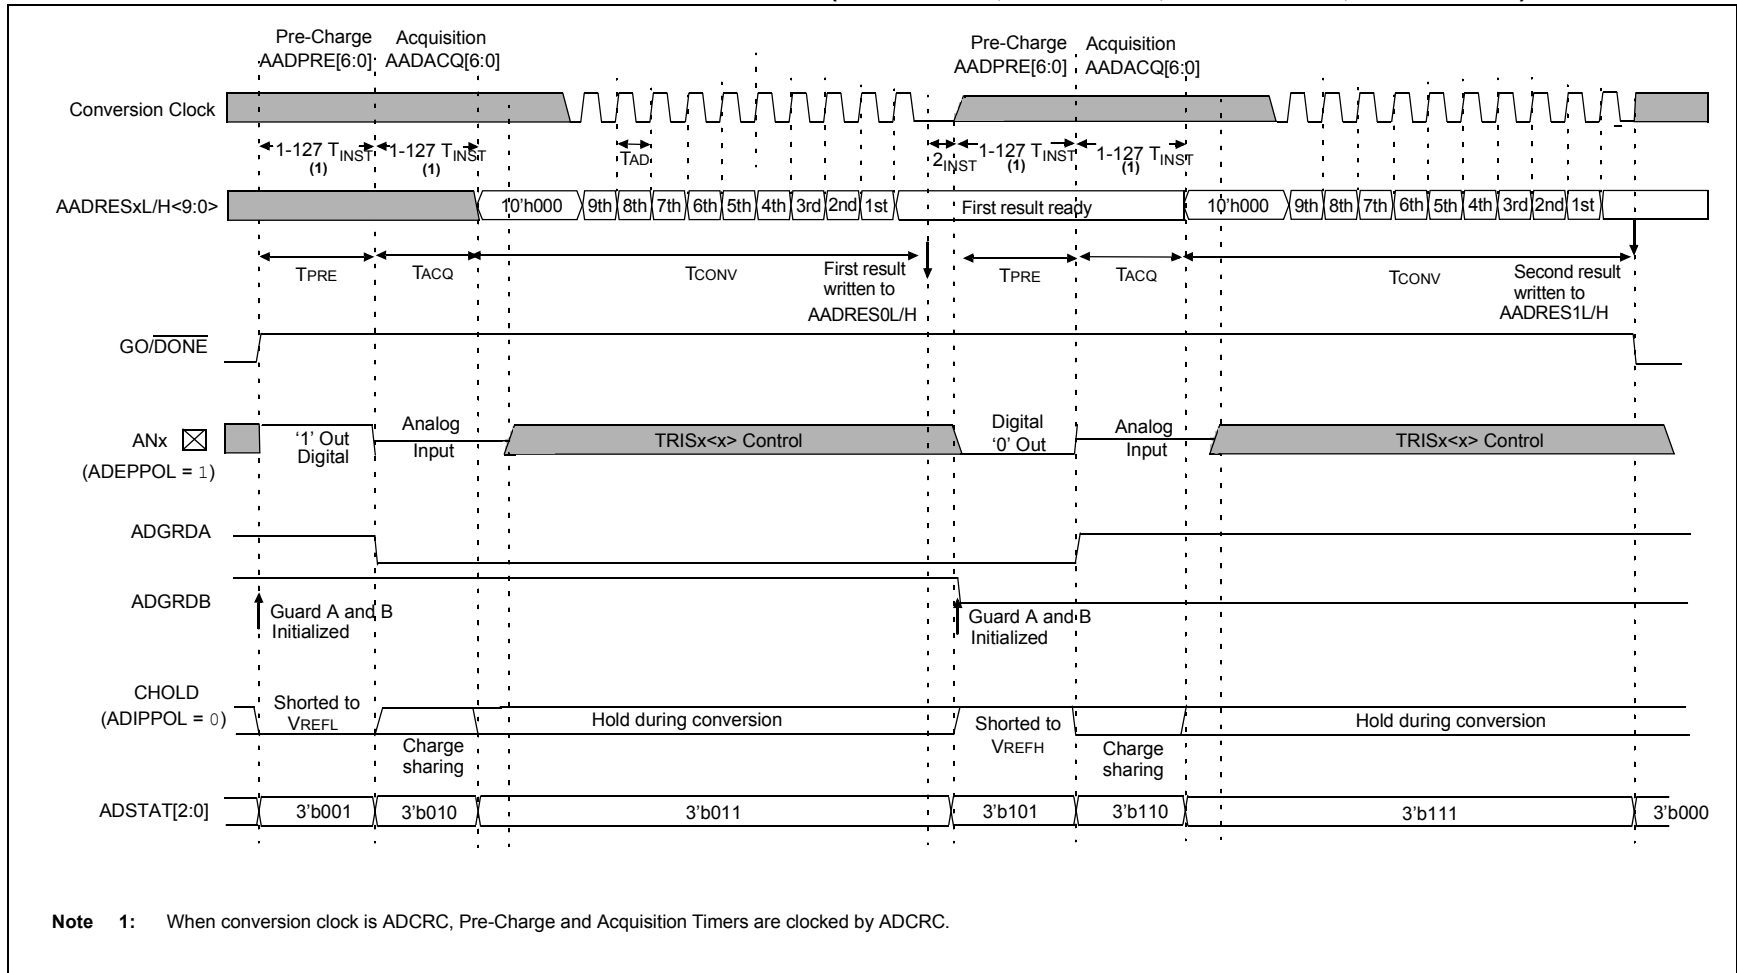 Pre-Charge Acquisition Pre-Charge Acquisition
AADPRE[6:0] AADACQ[6:0] AADPRE[6:0] AADACQ[6:0]
Conversion Clock
1-127 TINST 1-127 TINST TAD 2INST 1-127 TINST 1-127 TINST
(1) (1) (1)
AADRESxL/H<9:0> 10'h000 9th 8th 7th 6th 5th 4th 3rd 2nd 1st First result ready 10'h000 9th 8th 7th 6th 5th 4th 3rd 2nd 1st
TPRE TACQ TCONV First result written to AADRES0L/H TPRE TACQ TCONV Second result written to AADRES1L/H
GO/DONE
ANx '1' Out Digital Analog Input TRISx<x> Control Digital '0' Out Analog Input TRISx<x> Control
(ADEPPOL = 1)
ADGRDA
ADGRDB
Guard A and B Guard A and B
Initialized Initialized
CHOLD
(ADIPPOL = 0) Shorted to VREFL Hold during conversion Shorted to VREFH Hold during conversion
Charge Charge
sharing sharing
ADSTAT[2:0] 3'b001 3'b010 3'b011 3'b101 3'b110 3'b111 3'b000
Note 1: When conversion clock is ADCRC, Pre-Charge and Acquisition Timers are clocked by ADCRC.